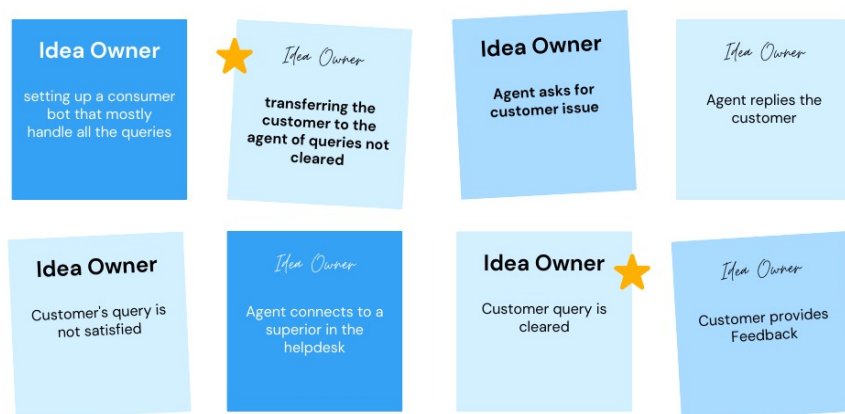 Idea Owner
setting up a consumer
bot that mostly
handle all the queries
Idea Owner
transferring the
customer to the
agent of queries not
cleared
Idea Owner
Agent asks for
customer issue
Idea Owner
Agent replies the
customer
Idea Owner
Customer's query is
not satisfied
Idea Owner
Agent connects to a
superior in the
helpdesk
Idea Owner
Customer query is
cleared
Idea Owner
Customer provides
Feedback